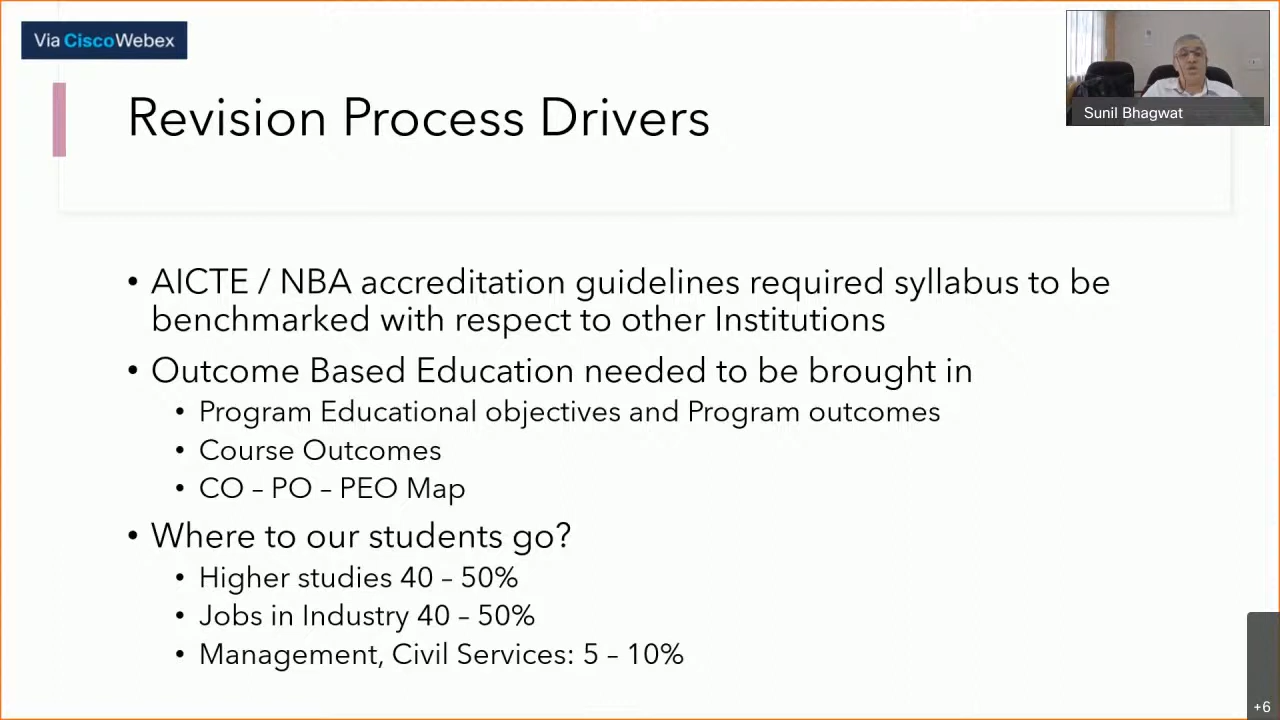 Via CiscoWebex
Sunil Bhagwat
Revision Process Drivers
• AICTE / NBA accreditation guidelines required syllabus to be
benchmarked with respect to other Institutions
• Outcome Based Education needed to be brought in
• Program Educational objectives and Program outcomes
• Course Outcomes
• CO – PO – PEO Map
• Where to our students go?
• Higher studies 40 – 50%
• Jobs in Industry 40 – 50%
• Management, Civil Services: 5 – 10%
+6